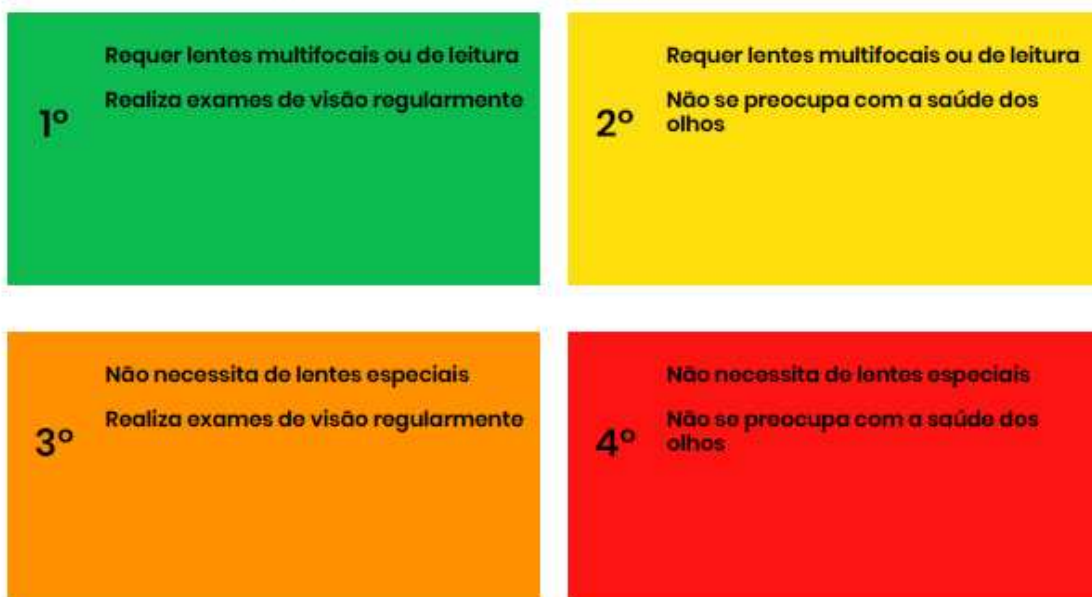 1º
Requer lentes multifocais ou de leitura
Realiza exames de visão regularmente
2º
Requer lentes multifocais ou de leitura
Não se preocupa com a saúde dos
olhos
3º
Não necessita de lentes especiais
Realiza exames de visão regularmente
4º
Não necessita de lentes especiais
Não se preocupa com a saúde dos
olhos